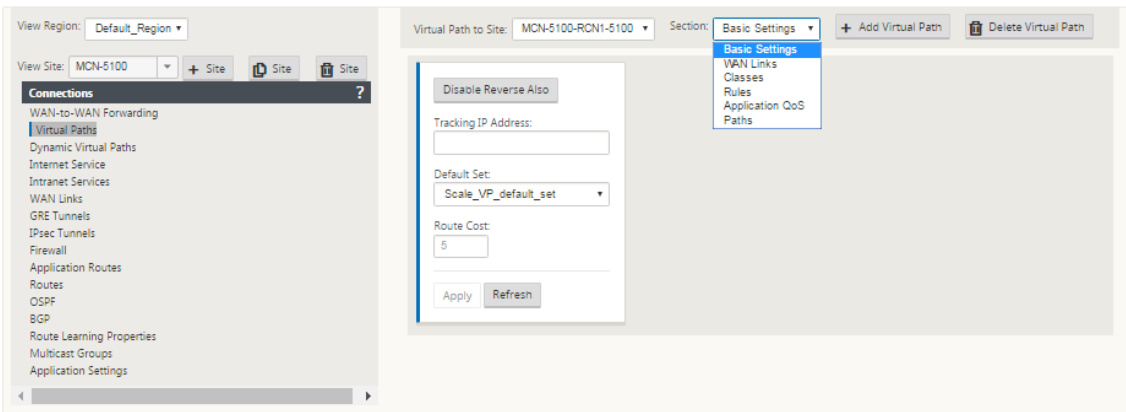 View Region: Default_Region
View Site: MCN-5100 + Site Site Site
Connections ?
WAN-to-WAN Forwarding
Virtual Paths
Dynamic Virtual Paths
Internet Service
Intranet Services
WAN Links
GRE Tunnels
IPsec Tunnels
Firewall
Application Routes
Routes
OSPF
BGP
Route Learning Properties
Multicast Groups
Application Settings
Virtual Path to Site: MCN-5100-RCN1-5100 Section: Basic Settings + Add Virtual Path Delete Virtual Path
Basic Settings
WAN Links
Classes
Rules
Application QoS
Paths
Disable Reverse Also
Tracking IP Address:
Default Set:
Scale_VP_default_set
Route Cost:
5
Apply Refresh